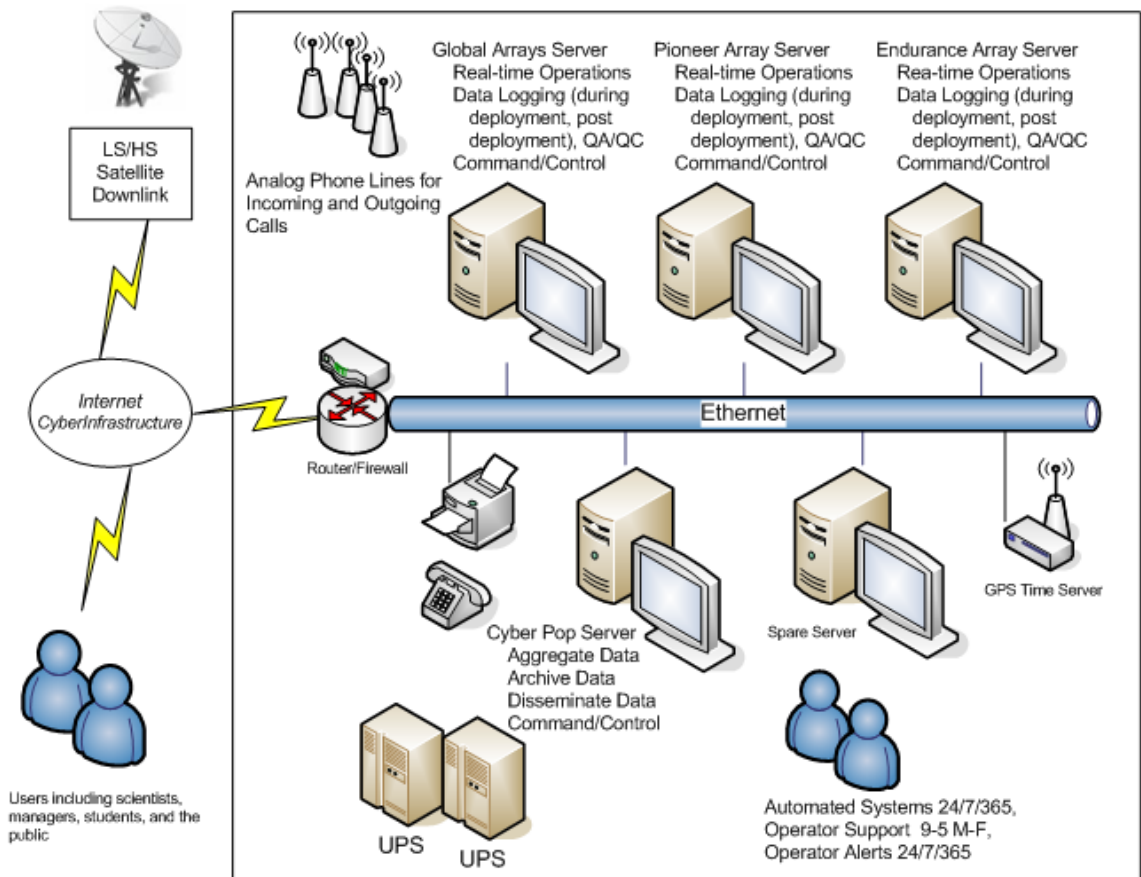 LS/HS
Satellite
Downlink
Internet
CyberInfrastructure
Users including scientists,
managers, students, and the
public
Analog Phone Lines for
Incoming and Outgoing
Calls
Global Arrays Server
Real-time Operations
Data Logging (during
deployment, post
deployment), QA/QC
Command/Control
Pioneer Array Server
Real-time Operations
Data Logging (during
deployment, post
deployment), QA/QC
Command/Control
Endurance Array Server
Rea-time Operations
Data Logging (during
deployment, post
deployment), QA/QC
Command/Control
Ethernet
Router/Firewall
GPS Time Server
Cyber Pop Server
Aggregate Data
Archive Data
Disseminate Data
Command/Control
Spare Server
UPS
UPS
Automated Systems 24/7/365,
Operator Support 9-5 M-F,
Operator Alerts 24/7/365